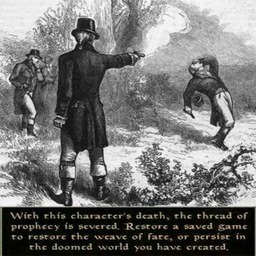 With this character's death, the thread of
prophecy is severed. Restore a saved game
to restore the weave of fate, or persist in
the doomed world you have created.